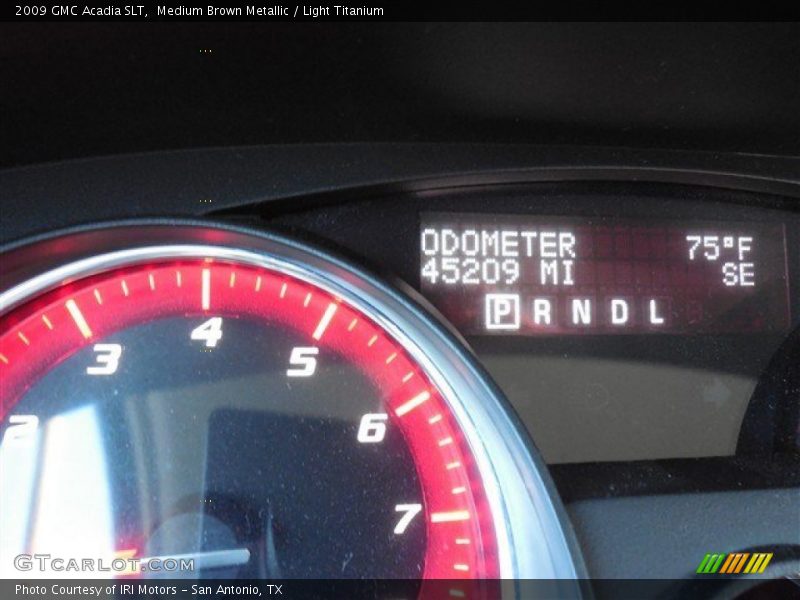 2009 GMC Acadia SLT,  Medium Brown Metallic / Light Titanium
ODOMETER 75°F
45209 MI SE
P R N D L
4
3 5
2 6
7
GTCARLOT.COM
Photo Courtesy of IRI Motors - San Antonio, TX